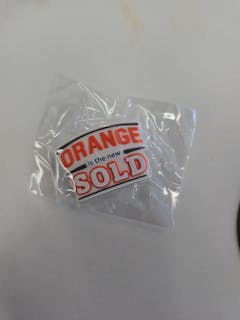 ORANGE
is the new
SOLD